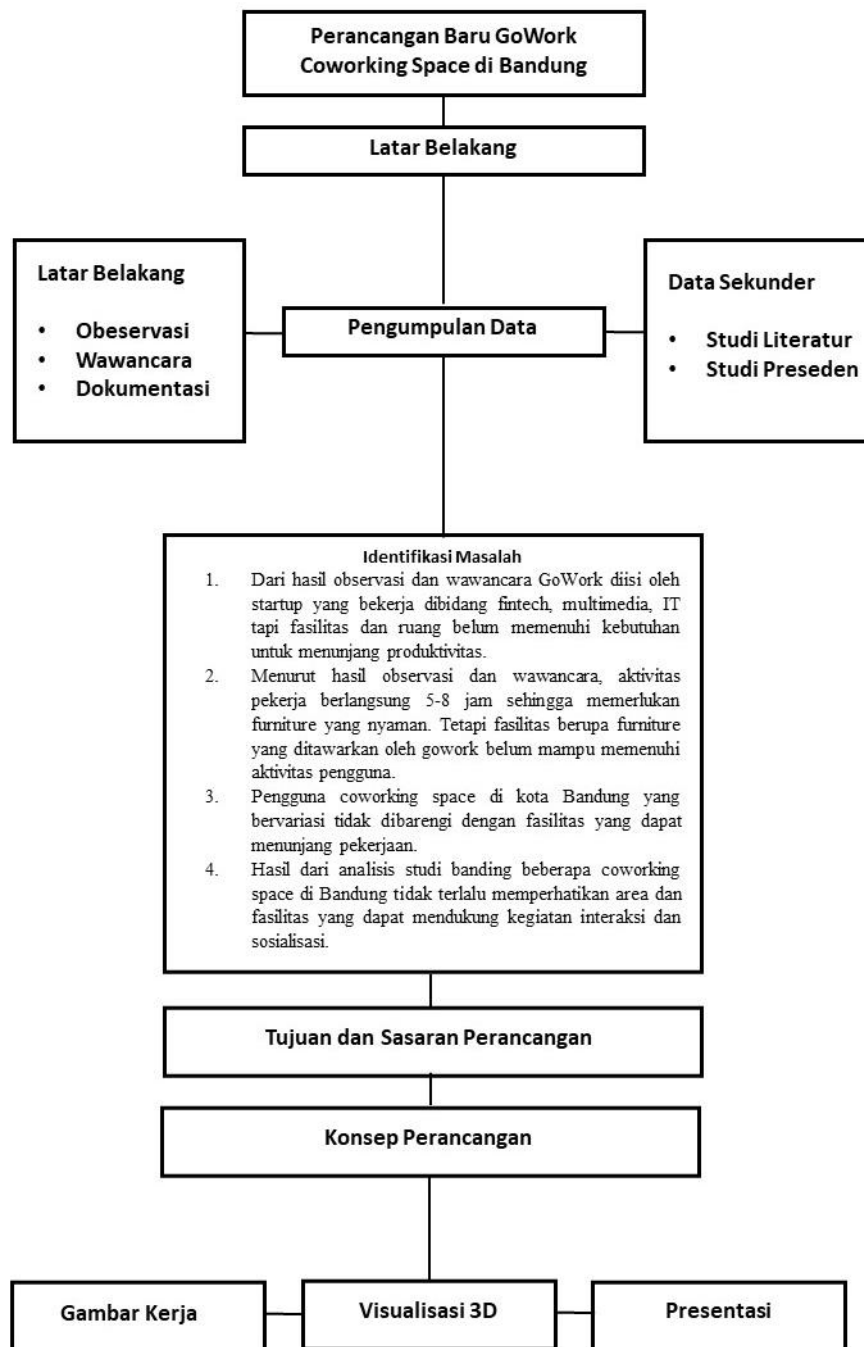 Perancangan Baru GoWork
Coworking Space di Bandung
Latar Belakang
Latar Belakang
• Obeservasi
• Wawancara
• Dokumentasi
Pengumpulan Data
Data Sekunder
• Studi Literatur
• Studi Preseden
Identifikasi Masalah
1. Dari hasil observasi dan wawancara GoWork diisi oleh
startup yang bekerja dibidang fintech, multimedia, IT
tapi fasilitas dan ruang belum memenuhi kebutuhan
untuk menunjang produktivitas.
2. Menurut hasil observasi dan wawancara, aktivitas
pekerja berlangsung 5-8 jam sehingga memerlukan
furniture yang nyaman. Tetapi fasilitas berupa furniture
yang ditawarkan oleh gowork belum mampu memenuhi
aktivitas pengguna.
3. Pengguna coworking space di kota Bandung yang
bervariasi tidak dibarengi dengan fasilitas yang dapat
menunjang pekerjaan.
4. Hasil dari analisis studi banding beberapa coworking
space di Bandung tidak terlalu memperhatikan area dan
fasilitas yang dapat mendukung kegiatan interaksi dan
sosialisasi.
Tujuan dan Sasaran Perancangan
Konsep Perancangan
Gambar Kerja
Visualisasi 3D
Presentasi